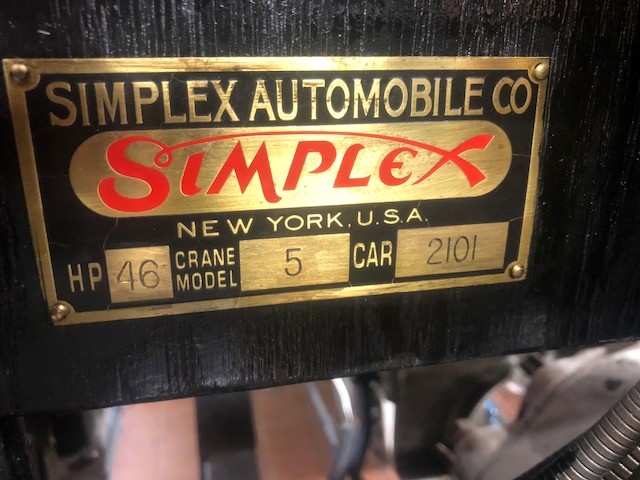 SIMPLEX AUTOMOBILE CO
SIMPLEX
NEW YORK, U.S.A.
HP 46 CRANE MODEL 5 CAR 2101